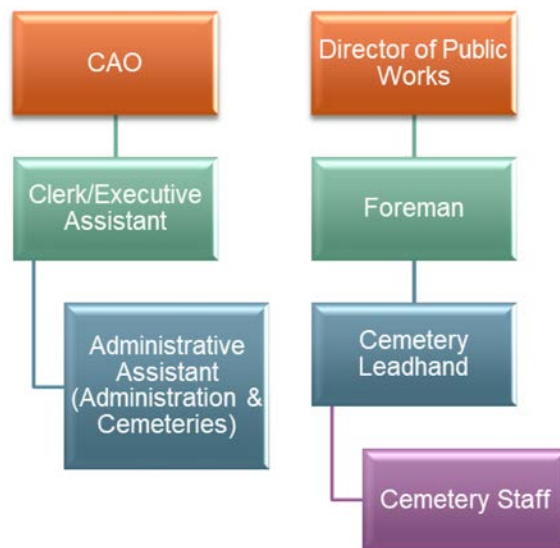 CAO
Clerk/Executive
Assistant
Administrative
Assistant
(Administration &
Cemeteries)
Director of Public
Works
Foreman
Cemetery
Leadhand
Cemetery Staff